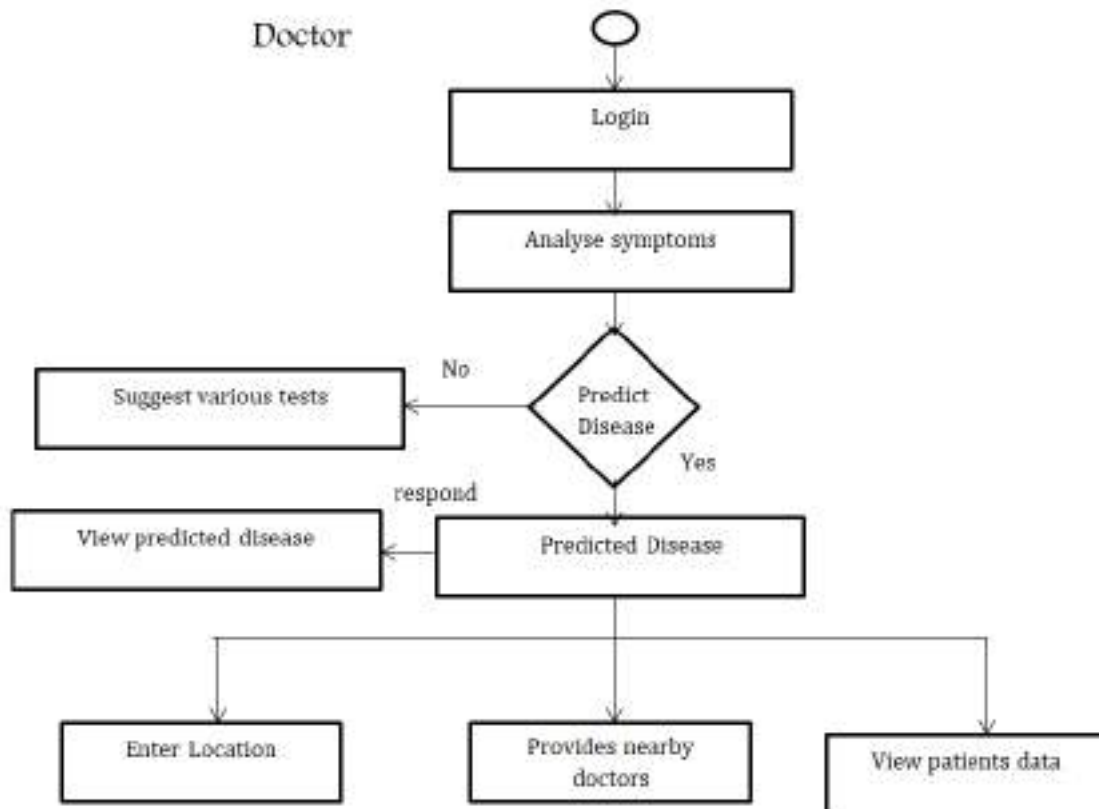 Doctor
Login
Analyse symptoms
No
Suggest various tests
Predict
Disease
Yes
respond
View predicted disease
Predicted Disease
Enter Location
Provides nearby
doctors
View patients data